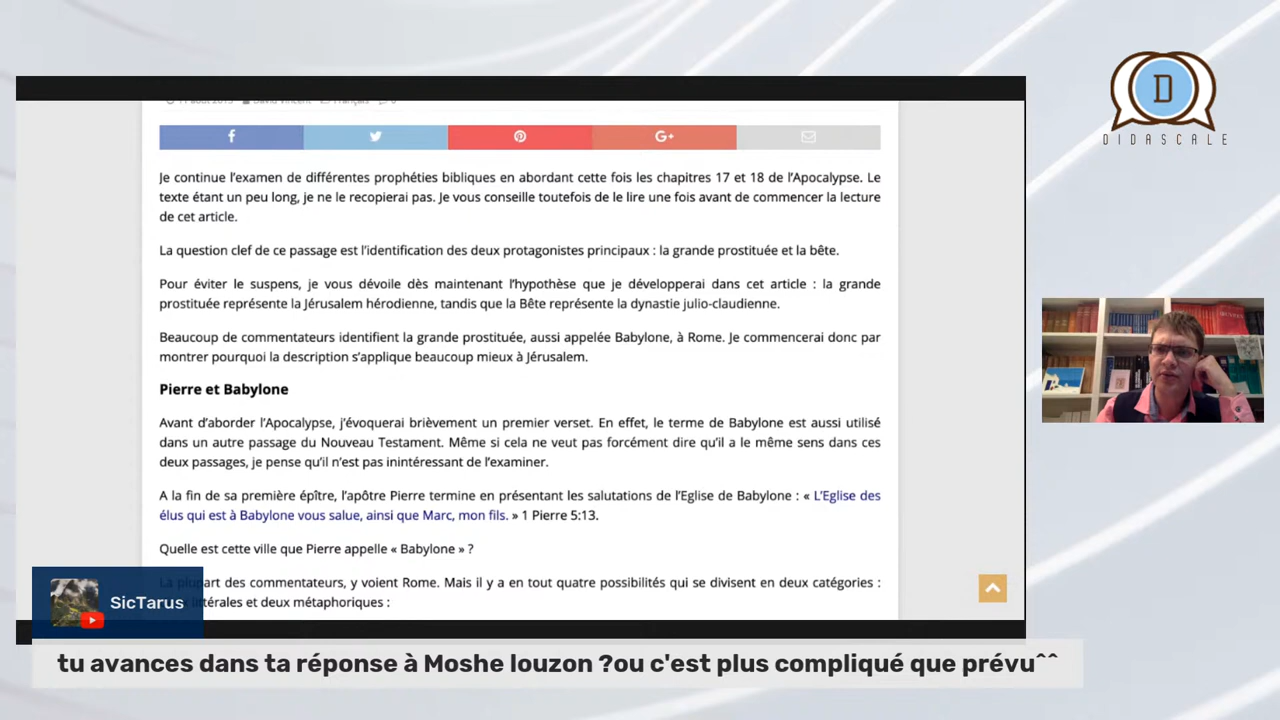 DIDASCALE
Je continue l'examen de différentes prophéties bibliques en abordant cette fois les chapitres 17 et 18 de l'Apocalypse. Le
texte étant un peu long, je ne le recopierai pas. Je vous conseille toutefois de le lire une fois avant de commencer la lecture
de cet article.
La question clef de ce passage est l'identification des deux protagonistes principaux : la grande prostituée et la bête.
Pour éviter le suspens, je vous dévoile dès maintenant l'hypothèse que je développerai dans cet article : la grande
prostituée représente la Jérusalem hérodienne, tandis que la Bête représente la dynastie julio-claudienne.
Beaucoup de commentateurs identifient la grande prostituée, aussi appelée Babylone, à Rome. Je commencerai donc par
montrer pourquoi la description s'applique beaucoup mieux à Jérusalem.
Pierre et Babylone
Avant d'aborder l'Apocalypse, j'évoquerai brièvement un premier verset. En effet, le terme de Babylone est aussi utilisé
dans un autre passage du Nouveau Testament. Même si cela ne veut pas forcément dire qu'il a le même sens dans ces
deux passages, je pense qu'il n'est pas inintéressant de l'examiner.
A la fin de sa première épître, l'apôtre Pierre termine en présentant les salutations de l'Eglise de Babylone : « L'Eglise des
élus qui est à Babylone vous salue, ainsi que Marc, mon fils. » 1 Pierre 5:13.
Quelle est cette ville que Pierre appelle « Babylone » ?
La plupart des commentateurs, y voient Rome. Mais il y a en tout quatre possibilités qui se divisent en deux catégories :
littérales et deux métaphoriques :
SicTarus
tu avances dans ta réponse à Moshe louzon ?ou c'est plus compliqué que prévu^^